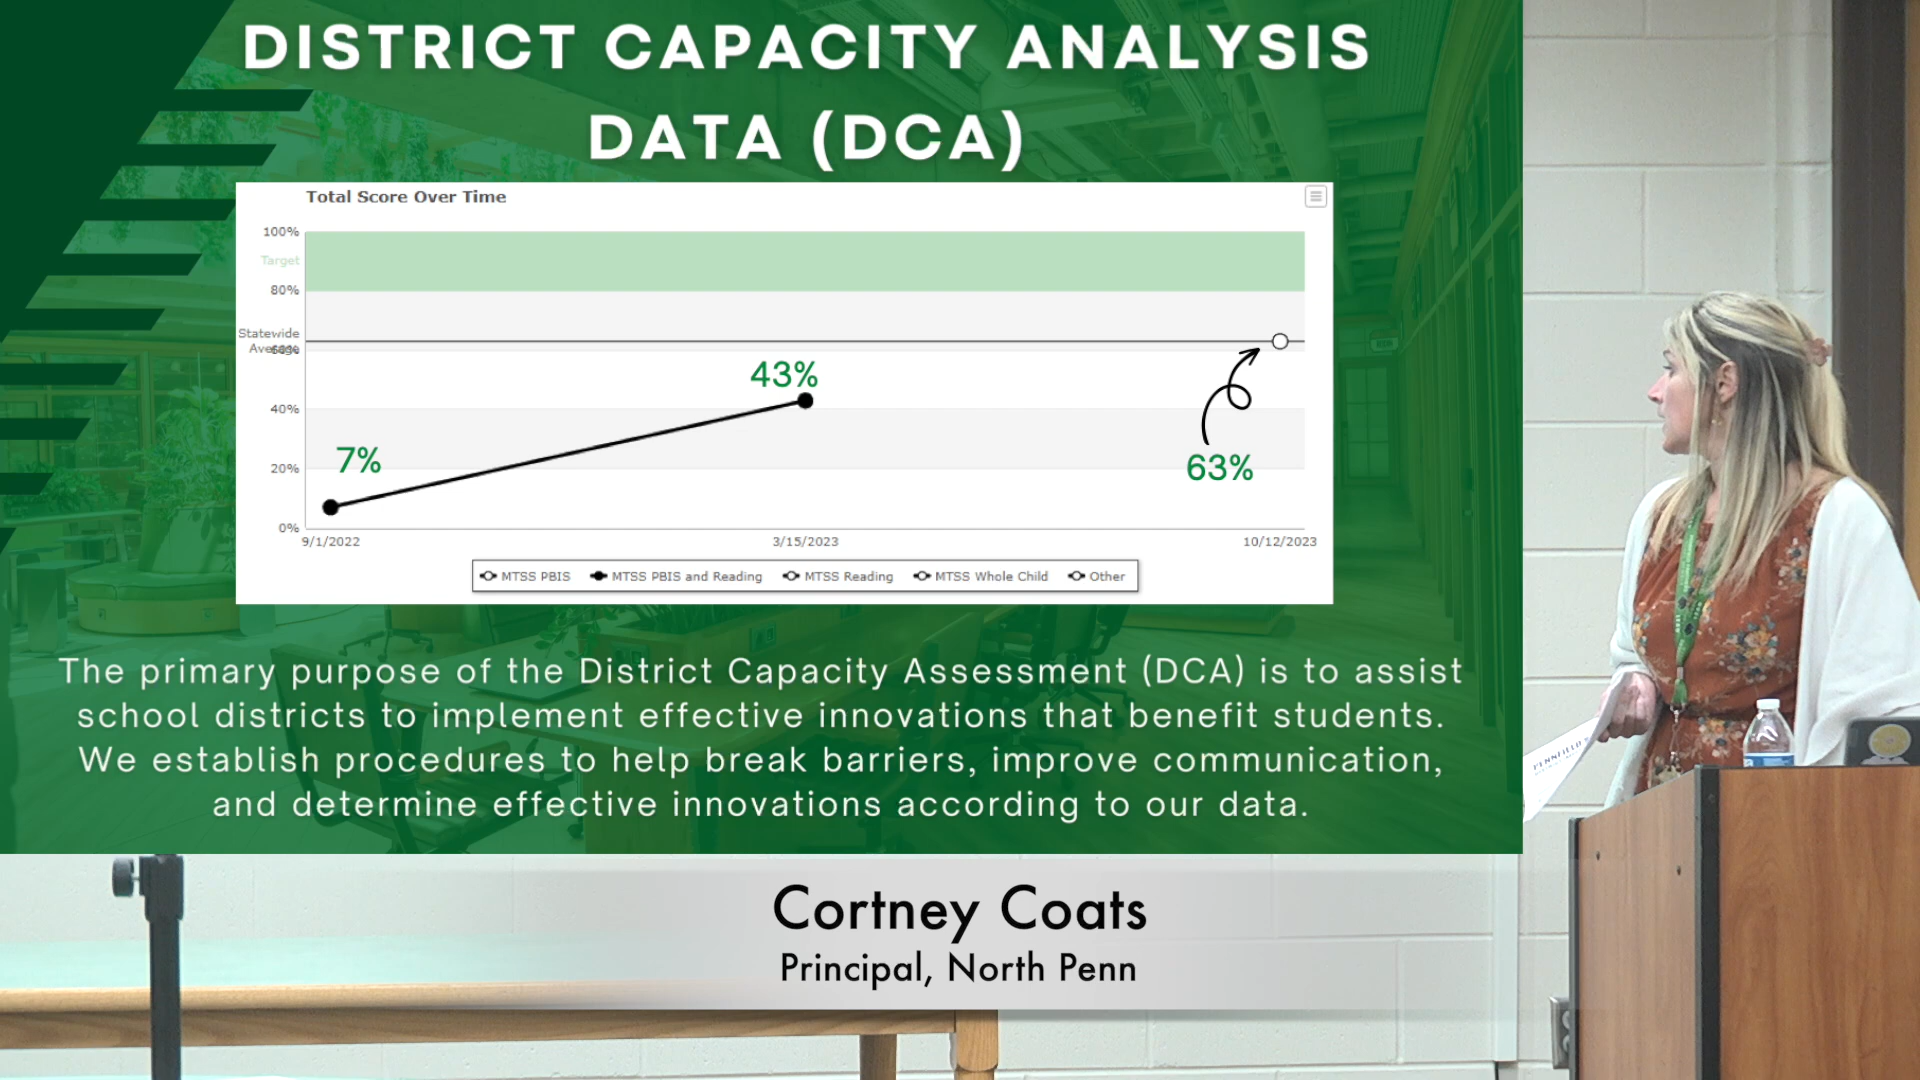 DISTRICT CAPACITY ANALYSIS
DATA (DCA)
Total Score Over Time
100%
Target
80%
Statewide
Average
60%
40%
20%
0%
7%
43%
63%
9/1/2022
3/15/2023
10/12/2023
MTSS PBIS
MTSS PBIS and Reading
MTSS Reading
MTSS Whole Child
Other
The primary purpose of the District Capacity Assessment (DCA) is to assist
school districts to implement effective innovations that benefit students.
We establish procedures to help break barriers, improve communication,
and determine effective innovations according to our data.
PENNFIELD
Cortney Coats
Principal, North Penn